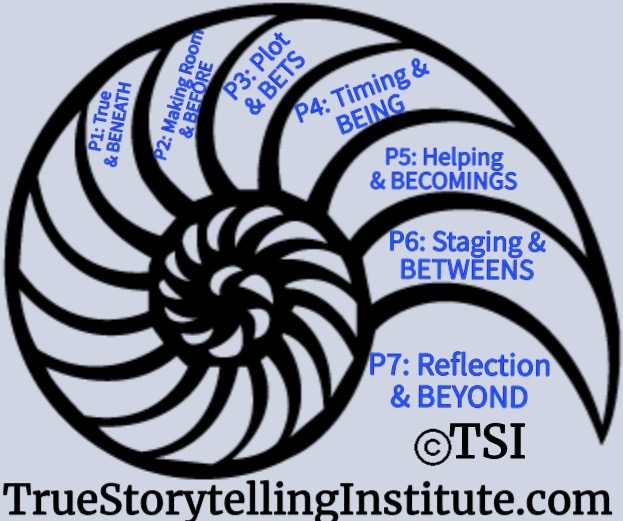 P1: True
& BENEATH
P2: Making Room
& BEFORE
P3: Plot
& BETS
P4: Timing &
BEING
P5: Helping
& BECOMINGS
P6: Staging &
BETWEENS
P7: Reflection
& BEYOND
©TSI
TrueStorytellingInstitute.com